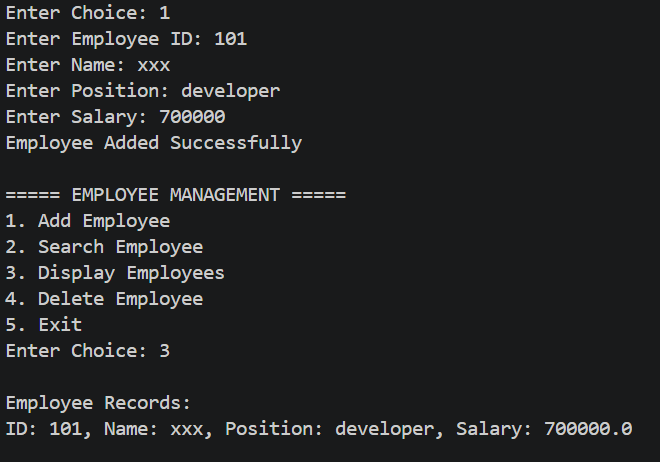 Enter Choice: 1
Enter Employee ID: 101
Enter Name: xxx
Enter Position: developer
Enter Salary: 700000
Employee Added Successfully
===== EMPLOYEE MANAGEMENT =====
1. Add Employee
2. Search Employee
3. Display Employees
4. Delete Employee
5. Exit
Enter Choice: 3
Employee Records:
ID: 101, Name: xxx, Position: developer, Salary: 700000.0